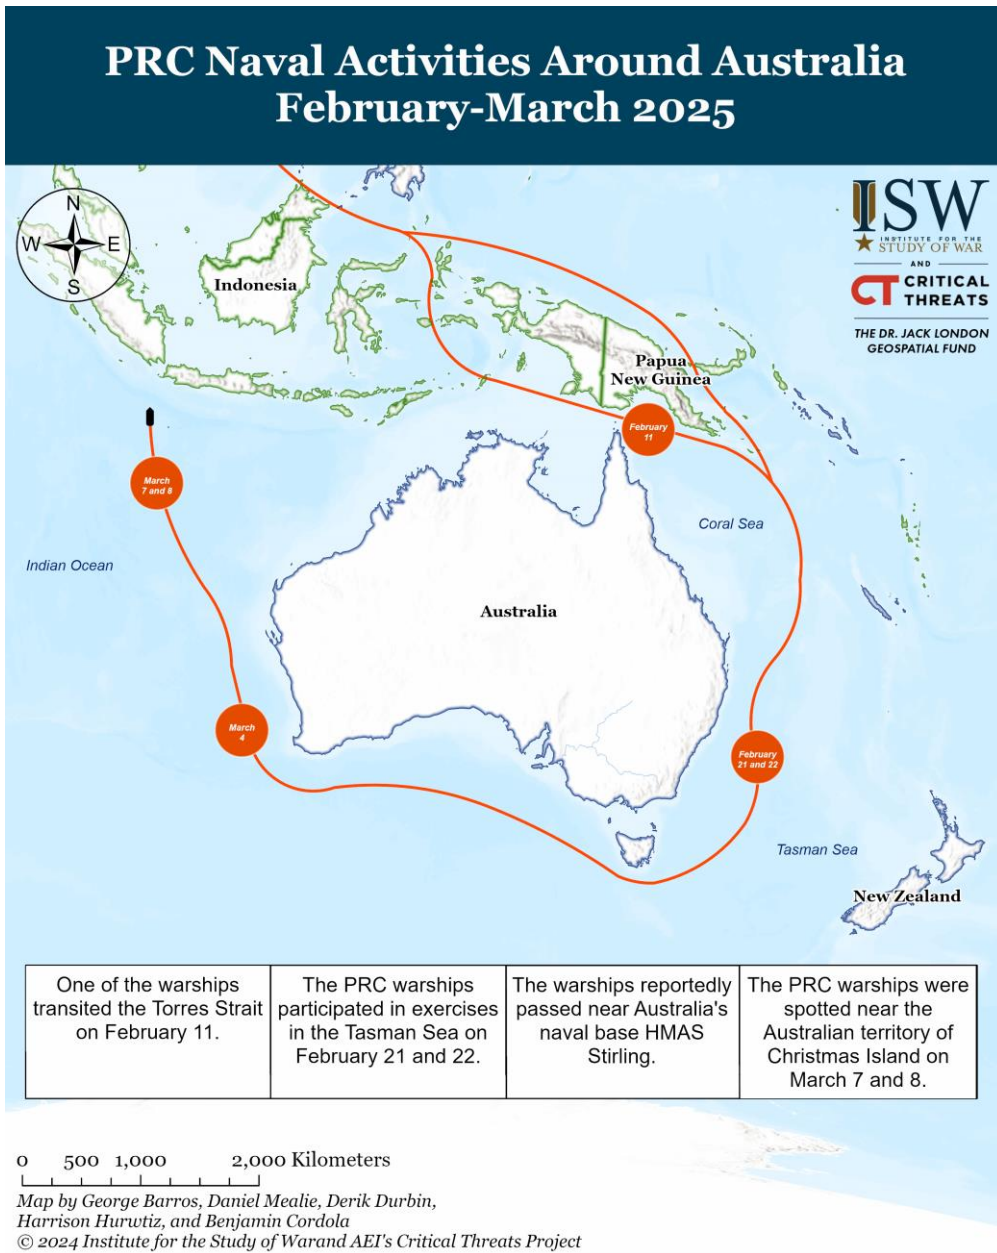 PRC Naval Activities Around Australia
February-March 2025
N
W
E
S
ISW
INSTITUTE FOR THE
STUDY OF WAR
AND
CT CRITICAL
THREATS
THE DR. JACK LONDON
GEOSPATIAL FUND
Indonesia
Papua
New Guinea
February
11
March
7 and 8
Coral Sea
Indian Ocean
Australia
March
4
February
21 and 22
Tasman Sea
New Zealand
One of the warships
transited the Torres Strait
on February 11.
The PRC warships
participated in exercises
in the Tasman Sea on
February 21 and 22.
The warships reportedly
passed near Australia's
naval base HMAS
Stirling.
The PRC warships were
spotted near the
Australian territory of
Christmas Island on
March 7 and 8.
0 500 1,000 2,000 Kilometers
Map by George Barros, Daniel Mealie, Derik Durbin,
Harrison Hurwtiz, and Benjamin Cordola
© 2024 Institute for the Study of Warand AEI's Critical Threats Project